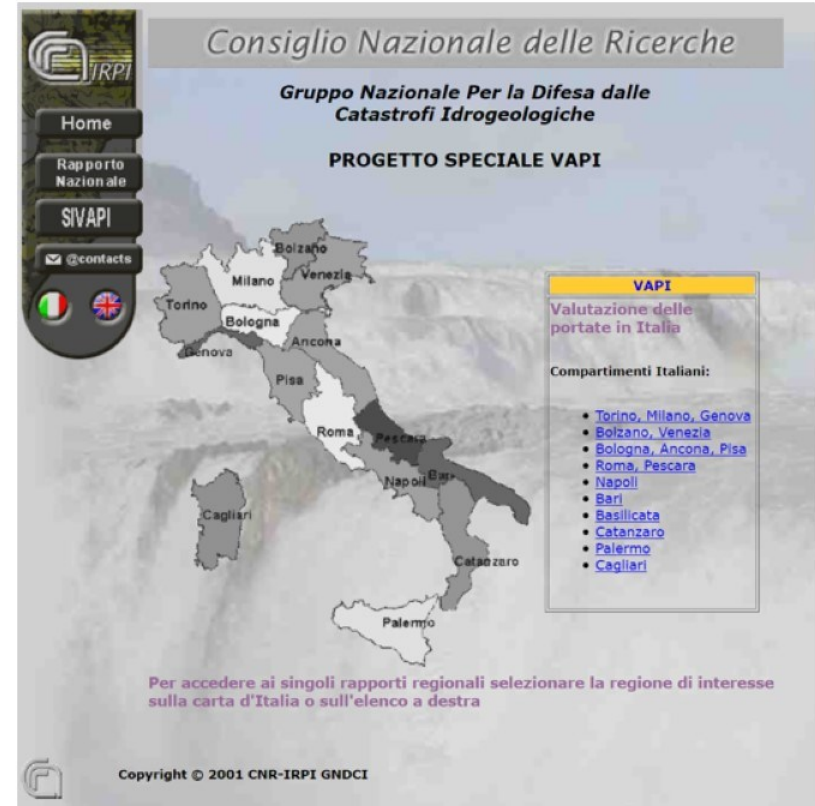 Consiglio Nazionale delle Ricerche
IRPI
Gruppo Nazionale Per la Difesa dalle
Catastrofi Idrogeologiche
PROGETTO SPECIALE VAPI
Home
Rapporto
Nazionale
SIVAPI
@contacts
Bolzano
Milano
Venezia
Torino
Bologna
Ancona
Genova
Pisa
Roma
Pescara
Napoli
Bari
Cagliari
Catanzaro
Palermo
VAPI
Valutazione delle
portate in Italia
Compartimenti Italiani:
Torino, Milano, Genova
Bolzano, Venezia
Bologna, Ancona, Pisa
Roma, Pescara
Napoli
Bari
Basilicata
Catanzaro
Palermo
Cagliari
Per accedere ai singoli rapporti regionali selezionare la regione di interesse
sulla carta d'Italia o sull'elenco a destra
Copyright © 2001 CNR-IRPI GNDCI